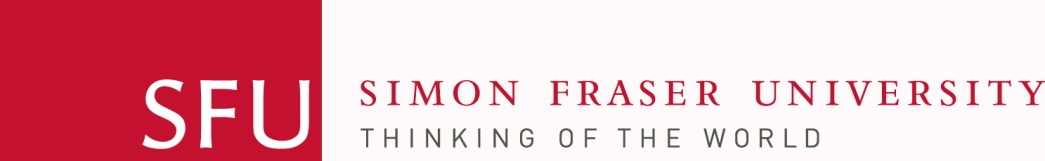 SFU
SIMON FRASER UNIVERSITY
THINKING OF THE WORLD